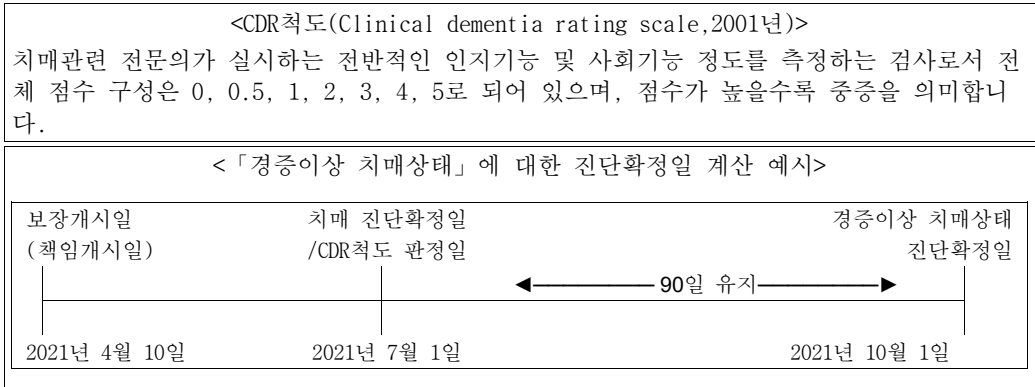 <CDR척도(Clinical dementia rating scale,2001년)>
치매관련 전문의가 실시하는 전반적인 인지기능 및 사회기능 정도를 측정하는 검사로서 전
체 점수 구성은 0, 0.5, 1, 2, 3, 4, 5로 되어 있으며, 점수가 높을수록 중증을 의미합니
다.
<「경증이상 치매상태」에 대한 진단확정일 계산 예시>
보장개시일 치매 진단확정일 경증이상 치매상태
(책임개시일) /CDR척도 판정일 진단확정일
90일 유지
2021년 4월 10일 2021년 7월 1일 2021년 10월 1일